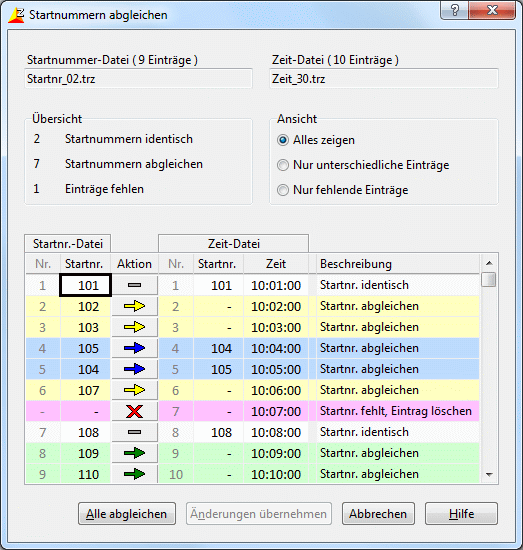 Startnummern abgleichen
Startnummer-Datei ( 9 Einträge ) Zeit-Datei ( 10 Einträge )
Startnr_02.trz Zeit_30.trz
Übersicht Ansicht
2 Startnummern identisch Alles zeigen
7 Startnummern abgleichen Nur unterschiedliche Einträge
1 Einträge fehlen Nur fehlende Einträge
Startnr.-Datei Zeit-Datei
Nr. Startnr. Aktion Nr. Startnr. Zeit Beschreibung
1 101 1 101 10:01:00 Startnr. identisch
2 102 2 - 10:02:00 Startnr. abgleichen
3 103 3 - 10:03:00 Startnr. abgleichen
4 105 4 104 10:04:00 Startnr. abgleichen
5 104 5 105 10:05:00 Startnr. abgleichen
6 107 6 - 10:06:00 Startnr. abgleichen
- - 7 - 10:07:00 Startnr. fehlt, Eintrag löschen
7 108 8 108 10:08:00 Startnr. identisch
8 109 9 - 10:09:00 Startnr. abgleichen
9 110 10 - 10:10:00 Startnr. abgleichen
Alle abgleichen Änderungen übernehmen Abbrechen Hilfe